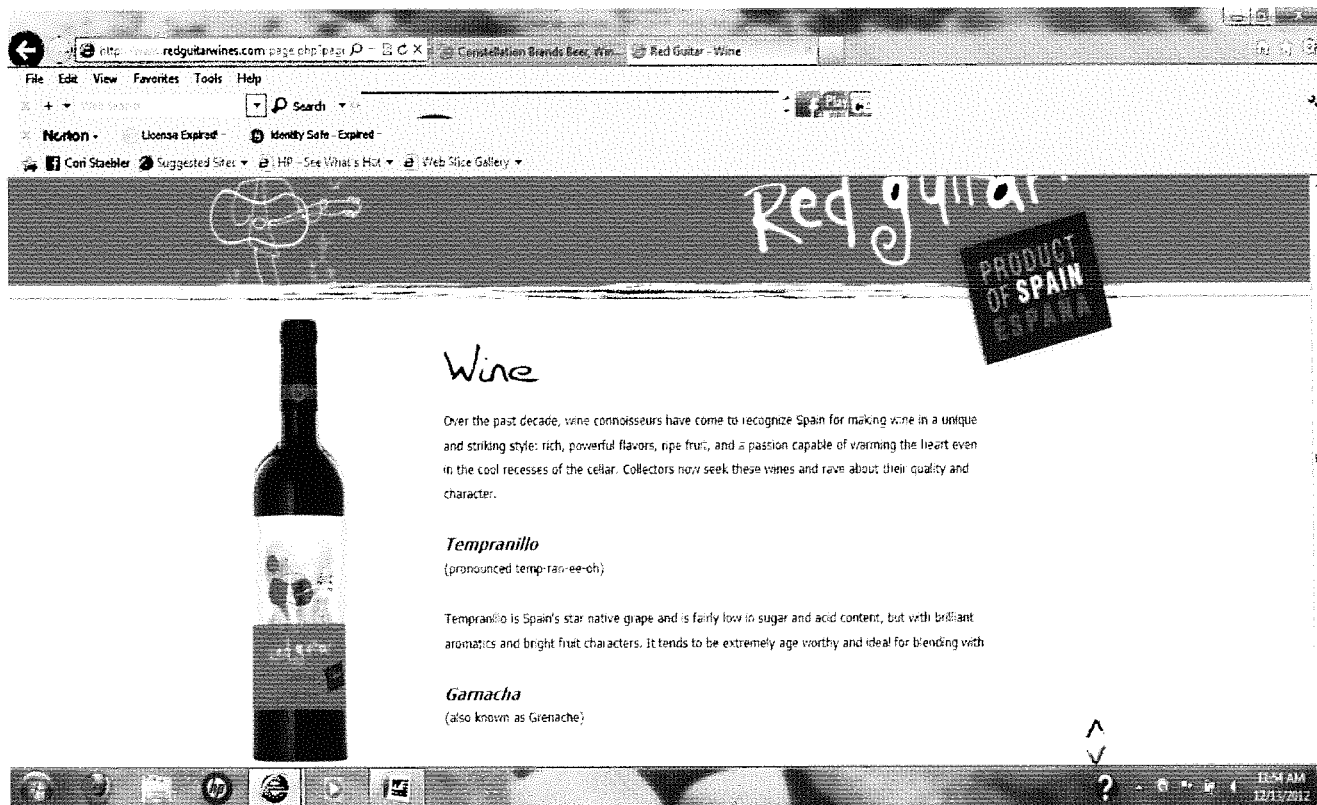 redguitarwines.com
Constellation Brands Beer, Win...
Red Guitar - Wine
File Edit View Favorites Tools Help
Search
Norton
License Expired
Identity Safe - Expired
Cori Staebler
Suggested Sites
HP - See What's Hot
Web Slice Gallery
Red guitar
PRODUCT
OF SPAIN
ESPANA
Wine
Over the past decade, wine connoisseurs have come to recognize Spain for making wine in a unique
and striking style: rich, powerful flavors, ripe fruit, and a passion capable of warming the heart even
in the cool recesses of the cellar. Collectors now seek these wines and rave about their quality and
character.
Tempranillo
(pronounced temp-ran-ee-oh)
Tempranillo is Spain's star native grape and is fairly low in sugar and acid content, but with brilliant
aromatics and bright fruit characters. It tends to be extremely age worthy and ideal for blending with
Garnacha
(also known as Grenache)
hp
11:54 AM
12/13/2012